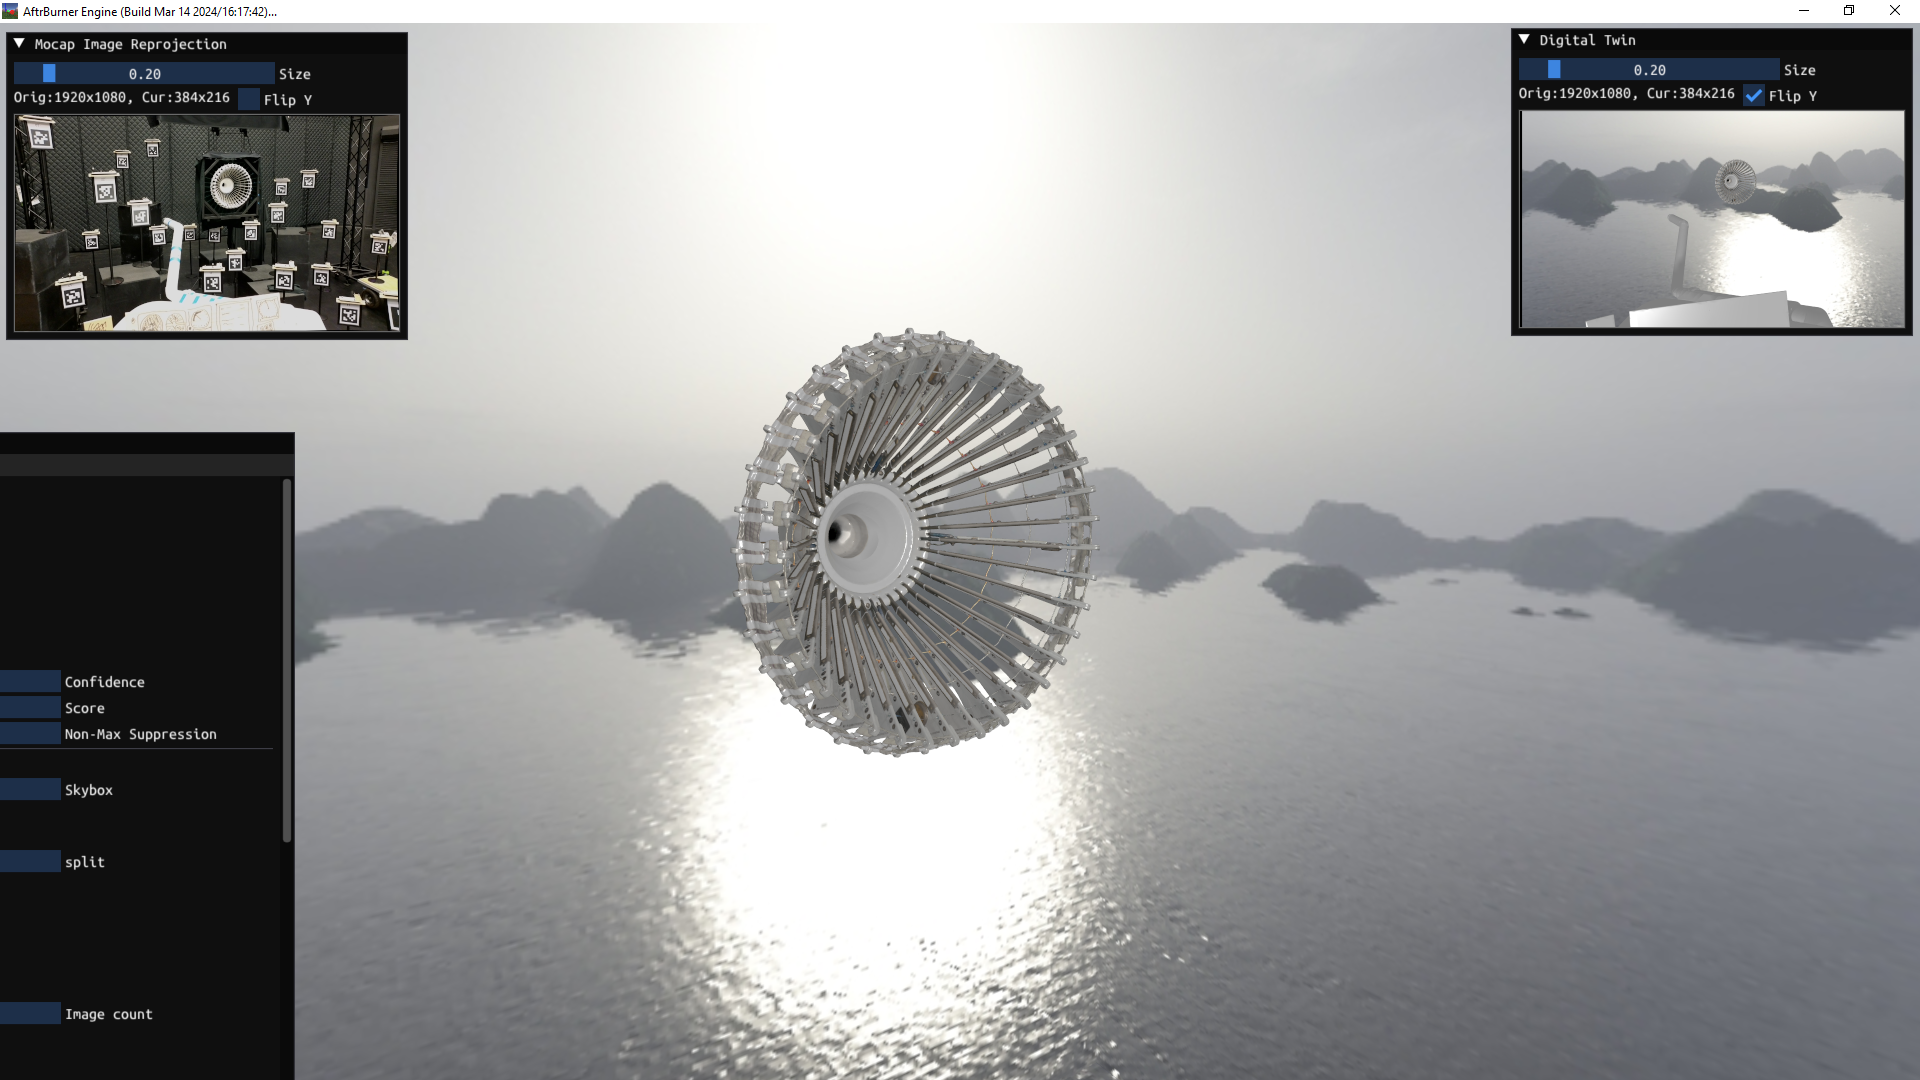 AftrBurner Engine (Build Mar 14 2024/16:17:42)...
Mocap Image Reprojection
0.20 Size
Orig:1920x1080, Cur:384x216 Flip Y
Digital Twin
0.20 Size
Orig:1920x1080, Cur:384x216 Flip Y
Confidence
Score
Non-Max Suppression
Skybox
split
Image count